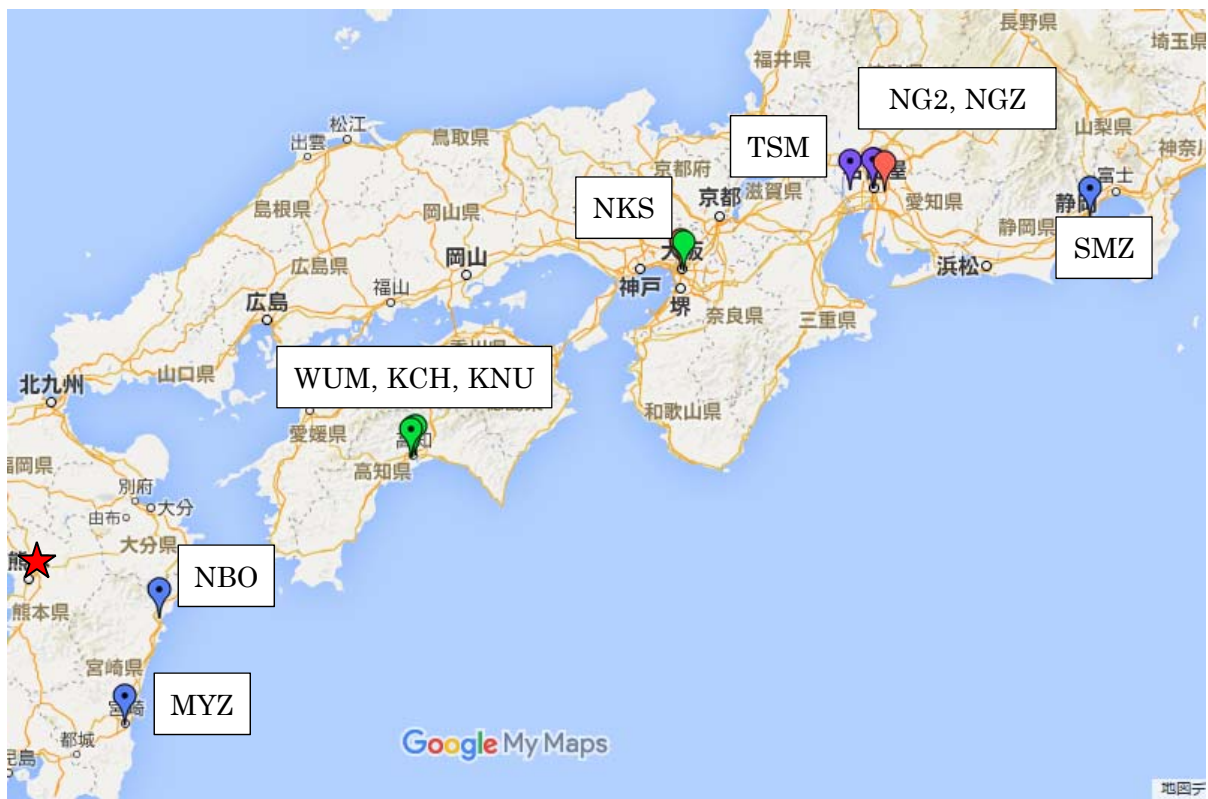 長野県
埼玉県
福井県
NG2, NGZ
松江
出雲
鳥取県
京都府
TSM
山梨県
神奈川
島根県
岡山県
NKS
京都
滋賀県
愛知県
静岡
富士
静岡県
SMZ
広島県
岡山
神戸
大阪
浜松
堺
奈良県
三重県
広島
福山
山口県
WUM, KCH, KNU
北九州
愛媛県
高知
高知県
和歌山県
福岡県
別府
大分
由布
大分県
熊本県
NBO
宮崎県
MYZ
宮崎
都城
児島
Google My Maps
地図デ